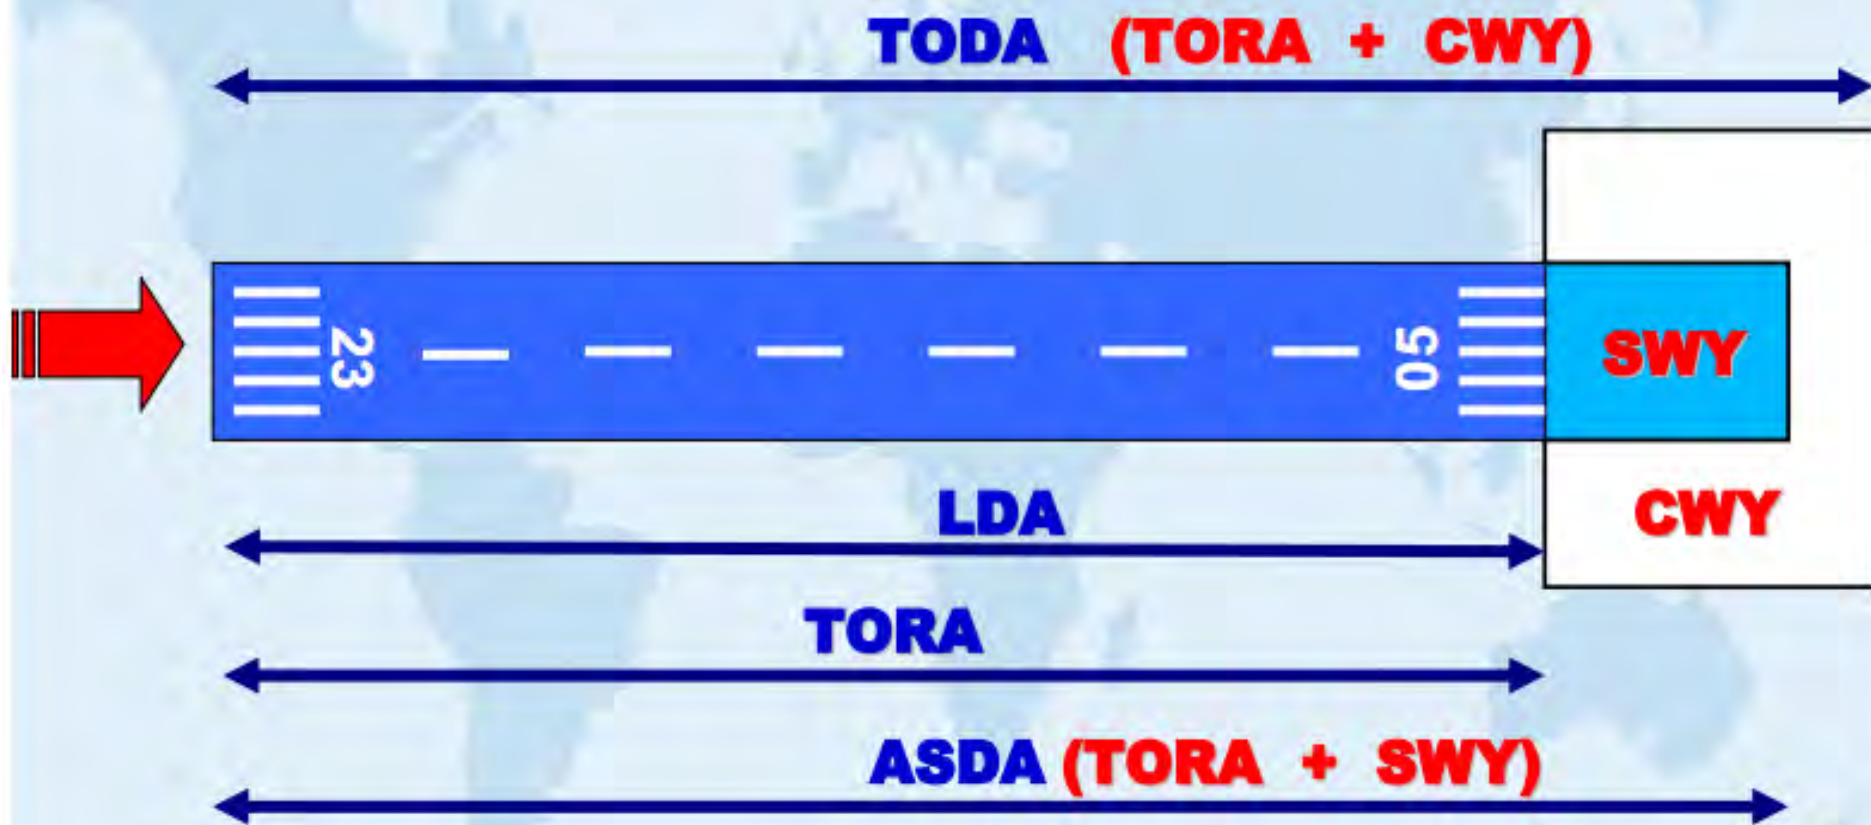 TODA (TORA + CWY)
23
05
SWY
CWY
LDA
TORA
ASDA (TORA + SWY)